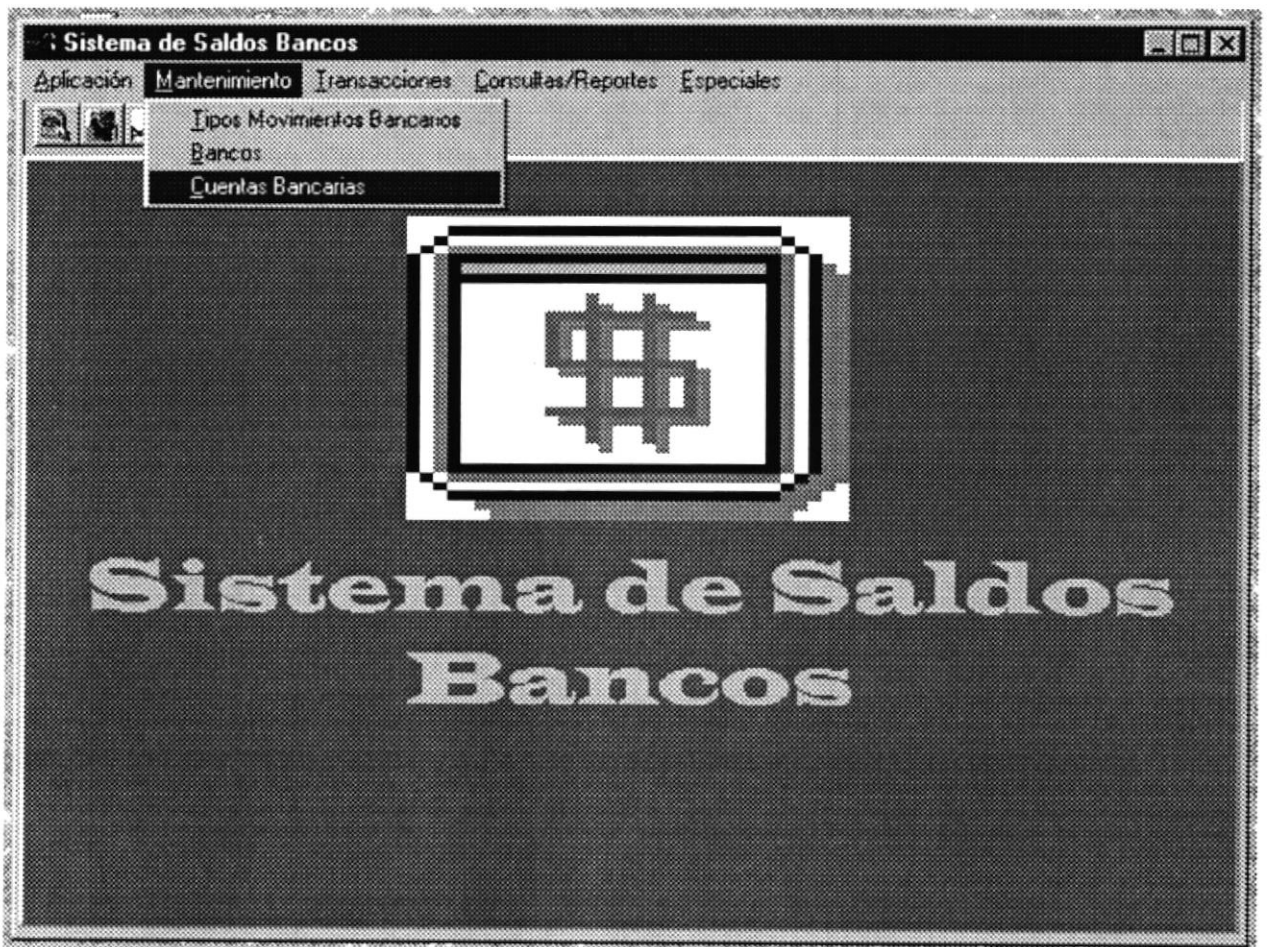 Sistema de Saldos Bancos
Aplicación Mantenimiento Transacciones Consultas/Reportes Especiales
Tipos Movimientos Bancarios
Bancos
Cuentas Bancarias
Sistema de Saldos
Bancos